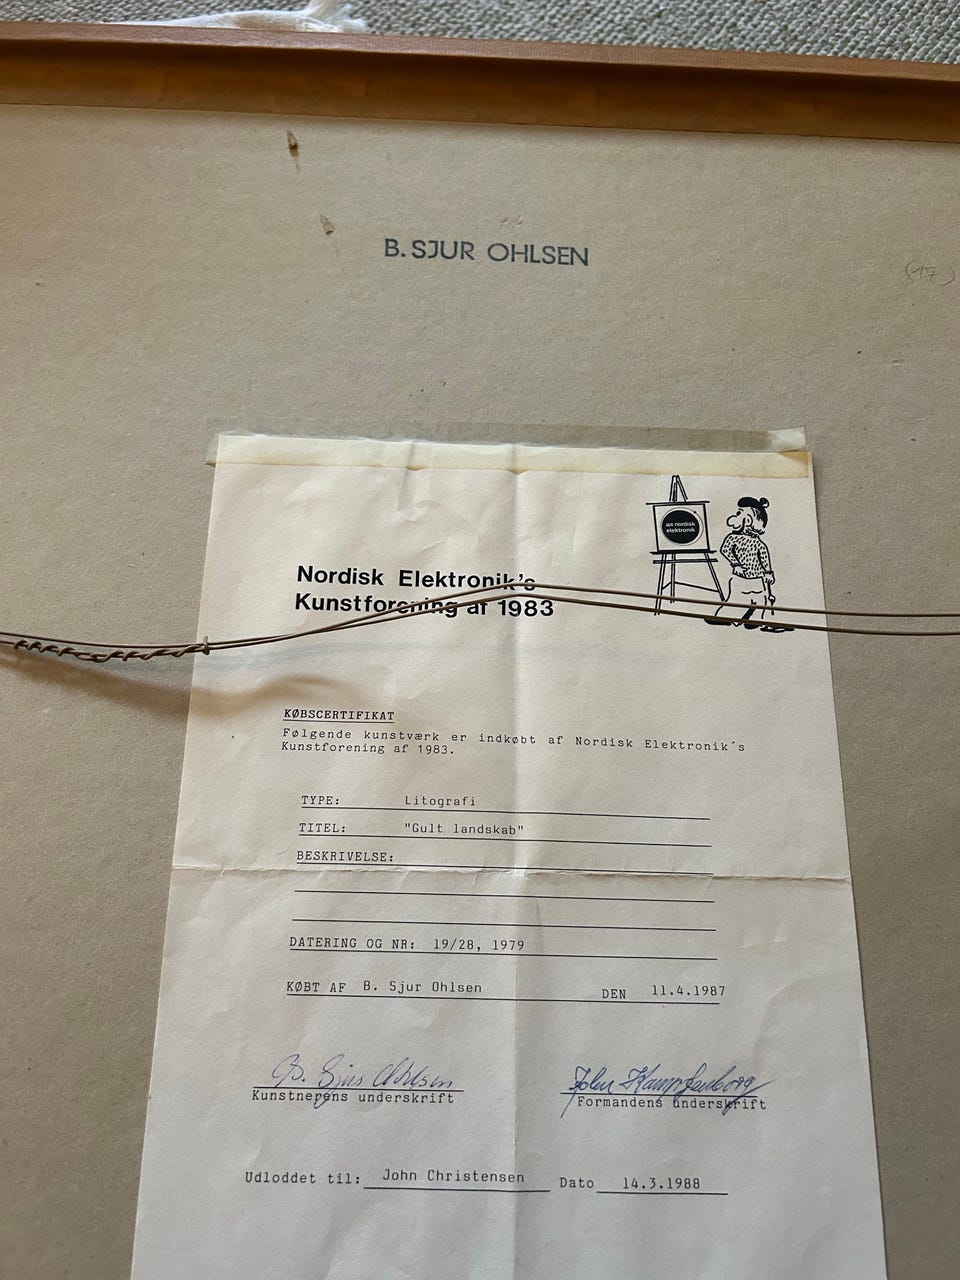 B. SJUR OHLSEN
(17)
a/s nordisk
elektronik
Nordisk Elektronik's
Kunstforening af 1983
KØBSCERTIFIKAT
Følgende kunstværk er indkøbt af Nordisk Elektronik's
Kunstforening af 1983.
TYPE: Litografi
TITEL: "Gult landskab"
BESKRIVELSE:
DATERING OG NR: 19/28, 1979
KØBT AF B. Sjur Ohlsen DEN 11.4.1987
B. Sjur Ohlsen
Kunstnerens underskrift Formandens underskrift
Udloddet til: John Christensen Dato 14.3.1988